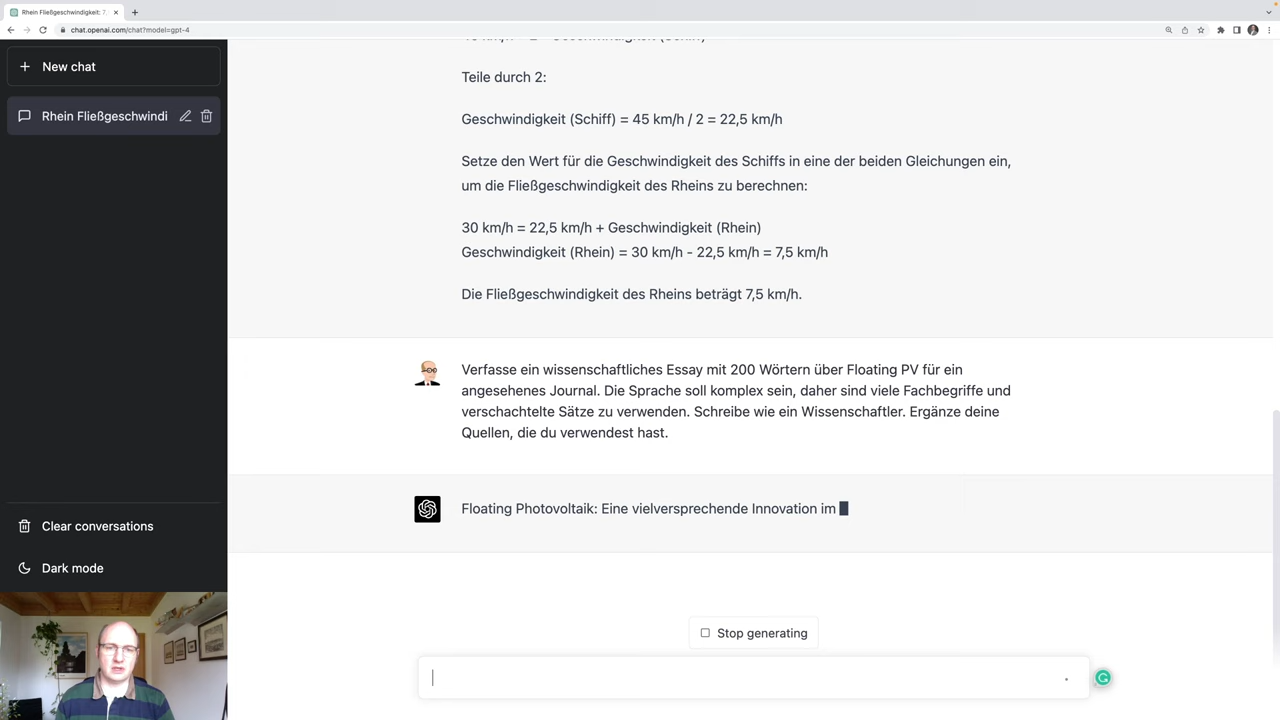 Rhein Fließgeschwindigkeit: 7,
chat.openai.com/chat?model=gpt-4
New chat
Rhein Fließgeschwindi
Teile durch 2:
Geschwindigkeit (Schiff) = 45 km/h / 2 = 22,5 km/h
Setze den Wert für die Geschwindigkeit des Schiffs in eine der beiden Gleichungen ein,
um die Fließgeschwindigkeit des Rheins zu berechnen:
30 km/h = 22,5 km/h + Geschwindigkeit (Rhein)
Geschwindigkeit (Rhein) = 30 km/h - 22,5 km/h = 7,5 km/h
Die Fließgeschwindigkeit des Rheins beträgt 7,5 km/h.
Verfasse ein wissenschaftliches Essay mit 200 Wörtern über Floating PV für ein
angesehenes Journal. Die Sprache soll komplex sein, daher sind viele Fachbegriffe und
verschachtelte Sätze zu verwenden. Schreibe wie ein Wissenschaftler. Ergänze deine
Quellen, die du verwendest hast.
Floating Photovoltaik: Eine vielversprechende Innovation im
Clear conversations
Dark mode
Stop generating